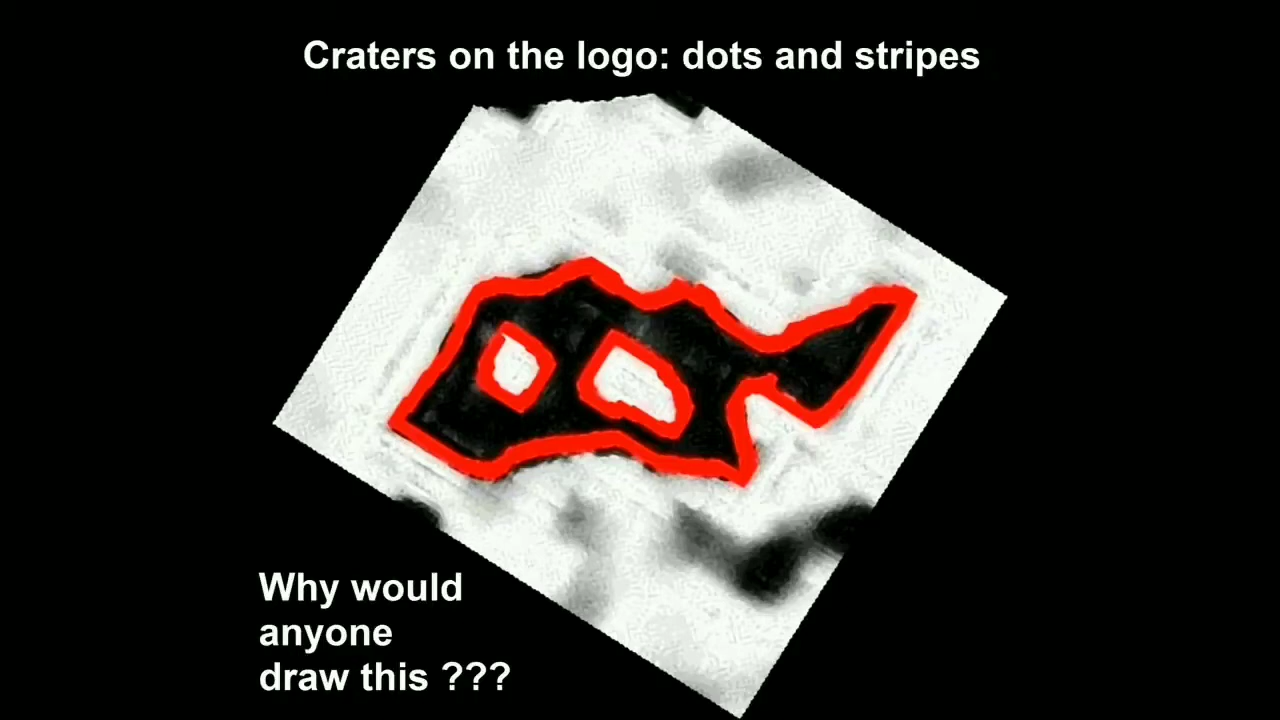 Craters on the logo: dots and stripes
Why would
anyone
draw this ???